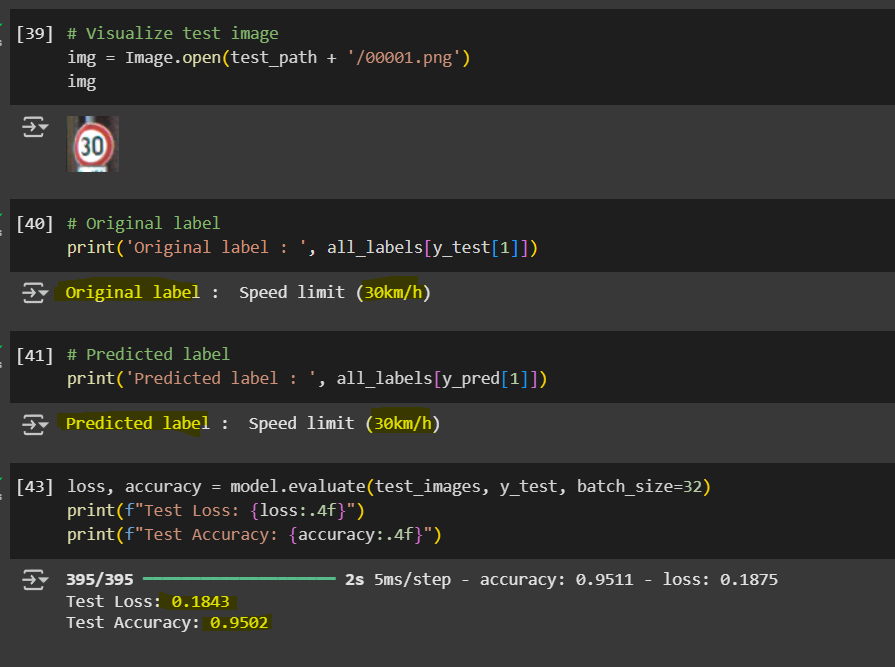 [39] # Visualize test image
img = Image.open(test_path + '/00001.png')
img
30
[40] # Original label
print('Original label : ', all_labels[y_test[1]])
Original label :  Speed limit (30km/h)
[41] # Predicted label
print('Predicted label : ', all_labels[y_pred[1]])
Predicted label :  Speed limit (30km/h)
[43] loss, accuracy = model.evaluate(test_images, y_test, batch_size=32)
print(f"Test Loss: {loss:.4f}")
print(f"Test Accuracy: {accuracy:.4f}")
395/395 2s 5ms/step - accuracy: 0.9511 - loss: 0.1875
Test Loss: 0.1843
Test Accuracy: 0.9502